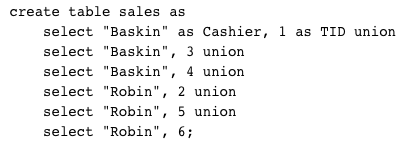 create table sales as
    select "Baskin" as Cashier, 1 as TID union
    select "Baskin", 3 union
    select "Baskin", 4 union
    select "Robin", 2 union
    select "Robin", 5 union
    select "Robin", 6;